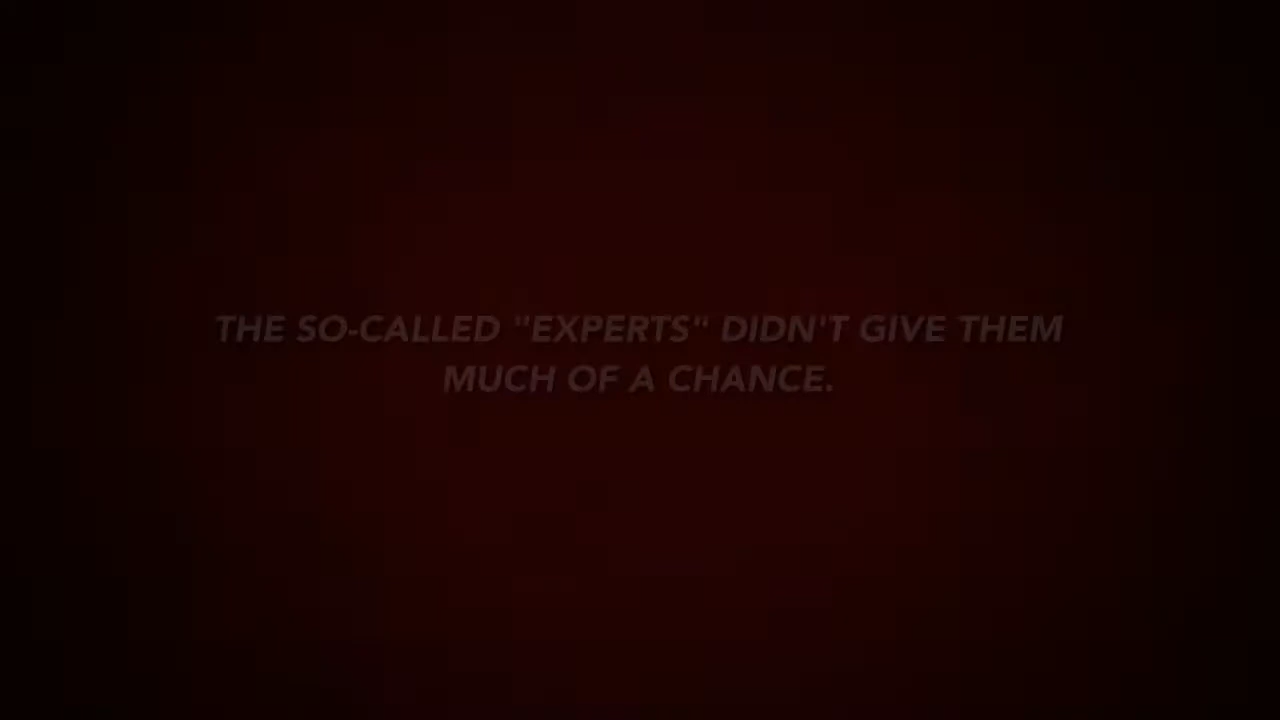 THE SO-CALLED "EXPERTS" DIDN'T GIVE THEM
MUCH OF A CHANCE.